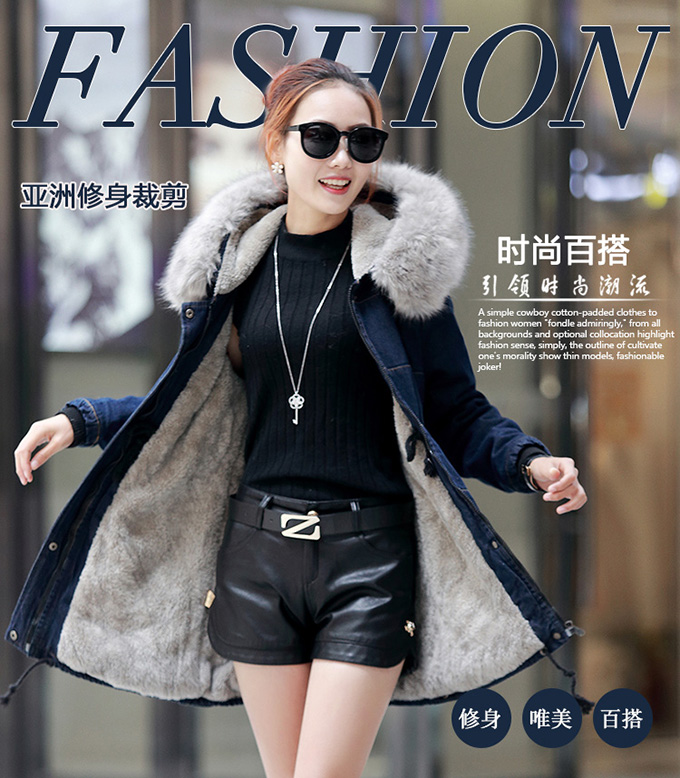 FASHION
亚洲修身裁剪
时尚百搭
引领时尚潮流
A simple cowboy cotton-padded clothes to
fashion women "fondle admiringly," from all
backgrounds and optional collocation highlight
fashion sense, simply, the outline of cultivate
one's morality show thin models, fashionable
joker!
修身
唯美
百搭